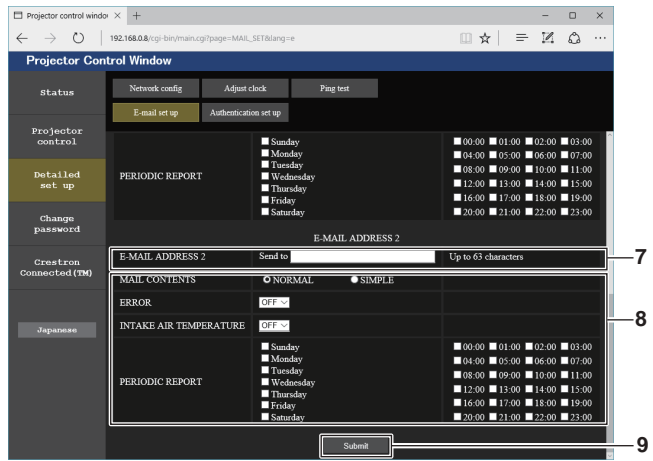 Projector control windov
192.168.0.8/cgi-bin/main.cgi?page=MAIL_SET&lang=e
Projector Control Window
Status
Projector control
Detailed set up
Change password
Crestron Connected(TM)
Japanese
Network config Adjust clock Ping test
E-mail set up Authentication set up
PERIODIC REPORT
Sunday
Monday
Tuesday
Wednesday
Thursday
Friday
Saturday
00:00 01:00 02:00 03:00
04:00 05:00 06:00 07:00
08:00 09:00 10:00 11:00
12:00 13:00 14:00 15:00
16:00 17:00 18:00 19:00
20:00 21:00 22:00 23:00
E-MAIL ADDRESS 2
E-MAIL ADDRESS 2 Send to Up to 63 characters 7
MAIL CONTENTS NORMAL SIMPLE
ERROR OFF
INTAKE AIR TEMPERATURE OFF 8
PERIODIC REPORT
Sunday
Monday
Tuesday
Wednesday
Thursday
Friday
Saturday
00:00 01:00 02:00 03:00
04:00 05:00 06:00 07:00
08:00 09:00 10:00 11:00
12:00 13:00 14:00 15:00
16:00 17:00 18:00 19:00
20:00 21:00 22:00 23:00
Submit 9